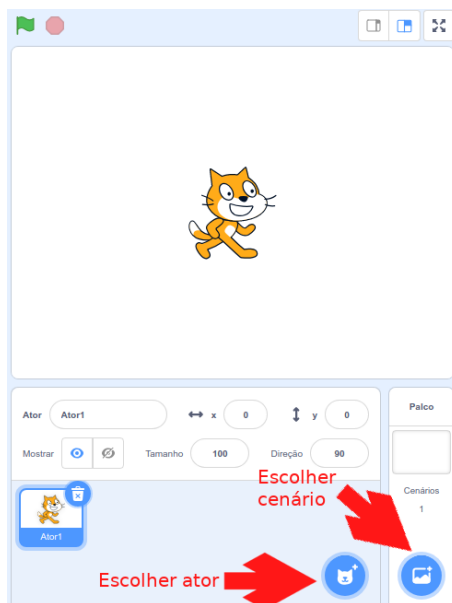 Ator Ator1 x 0 y 0
Mostrar Tamanho 100 Direção 90
Ator1
Palco
Cenários
1
Escolher
cenário
Escolher ator